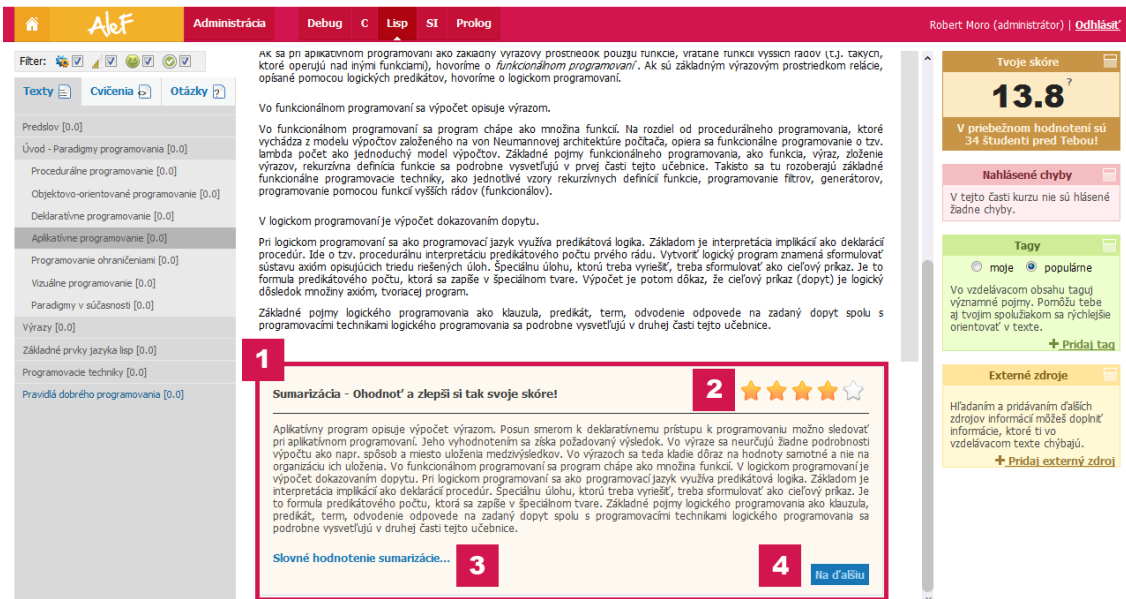 AleF
Administrácia Debug C Lisp SI Prolog
Robert Moro (administrátor) | Odhlásiť
Filter:
Texty Cvičenia Otázky
Predslov [0.0]
Úvod - Paradigmy programovania [0.0]
Procedurálne programovanie [0.0]
Objektovo-orientované programovanie [0.0]
Deklaratívne programovanie [0.0]
Aplikatívne programovanie [0.0]
Programovanie ohraničeniami [0.0]
Vizuálne programovanie [0.0]
Paradigmy v súčasnosti [0.0]
Výrazy [0.0]
Základné prvky jazyka lisp [0.0]
Programovacie techniky [0.0]
Pravidlá dobrého programovania [0.0]
Ak sa pri aplikatívnom programovaní ako základný výrazový prostriedok použijú funkcie, vrátane funkcií vyšších rádov (t.j. takých,
ktoré operujú nad inými funkciami), hovoríme o funkcionálnom programovaní. Ak sú základným výrazovým prostriedkom relácie,
opísané pomocou logických predikátov, hovoríme o logickom programovaní.
Vo funkcionálnom programovaní sa výpočet opisuje výrazom.
Vo funkcionálnom programovaní sa program chápe ako množina funkcií. Na rozdiel od procedurálneho programovania, ktoré
vychádza z modelu výpočtov založeného na von Neumannovej architektúre počítača, opiera sa funkcionálne programovanie o tzv.
lambda počet ako jednoduchý model výpočtov. Základné pojmy funkcionálneho programovania, ako funkcia, výraz, zloženie
výrazov, rekurzívna definícia funkcie sa podrobne vysvetľujú v prvej časti tejto učebnice. Takisto sa tu rozoberajú základné
funkcionálne programovacie techniky, ako jednotlivé vzory rekurzívnych definícií funkcie, programovanie filtrov, generátorov,
programovanie pomocou funkcií vyšších rádov (funkcionálov).
V logickom programovaní je výpočet dokazovaním dopytu.
Pri logickom programovaní sa ako programovací jazyk využíva predikátová logika. Základom je interpretácia implikácií ako deklarácií
procedúr. Ide o tzv. procedurálnu interpretáciu predikátového počtu prvého rádu. Vytvoriť logický program znamená sformulovať
sústavu axióm opisujúcich triedu riešených úloh. Špeciálnu úlohu, ktorú treba vyriešiť, treba sformulovať ako cieľový príkaz. Je to
formula predikátového počtu, ktorá sa zapíše v špeciálnom tvare. Výpočet je potom dôkaz, že cieľový príkaz (dopyt) je logický
dôsledok množiny axióm, tvoriacej program.
Základné pojmy logického programovania ako klauzula, predikát, term, odvodenie odpovede na zadaný dopyt spolu s
programovacími technikami logického programovania sa podrobne vysvetľujú v druhej časti tejto učebnice.
1
Sumarizácia - Ohodnoť a zlepši si tak svoje skóre!
2
Aplikatívny program opisuje výpočet výrazom. Posun smerom k deklaratívnemu prístupu k programovaniu možno sledovať
pri aplikatívnom programovaní. Jeho vyhodnotením sa získa požadovaný výsledok. Vo výraze sa neurčujú žiadne podrobnosti
výpočtu ako napr. spôsob a miesto uloženia medzivýsledkov. Vo výrazoch sa teda kladie dôraz na hodnoty samotné a nie na
organizáciu ich uloženia. Vo funkcionálnom programovaní sa program chápe ako množina funkcií. V logickom programovaní je
výpočet dokazovaním dopytu. Pri logickom programovaní sa ako programovací jazyk využíva predikátová logika. Základom je
interpretácia implikácií ako deklarácií procedúr. Špeciálnu úlohu, ktorú treba vyriešiť, treba sformulovať ako cieľový príkaz. Je
to formula predikátového počtu, ktorá sa zapíše v špeciálnom tvare. Základné pojmy logického programovania ako klauzula,
predikát, term, odvodenie odpovede na zadaný dopyt spolu s programovacími technikami logického programovania sa
podrobne vysvetľujú v druhej časti tejto učebnice.
Slovné hodnotenie sumarizácie...
3
4
Na ďalšiu
Tvoje skóre
13.8 ?
V priebežnom hodnotení sú
34 študenti pred Tebou!
Nahlásené chyby
V tejto časti kurzu nie sú hlásené
žiadne chyby.
Tagy
moje populárne
Vo vzdelávacom obsahu taguj
významné pojmy. Pomôžu tebe
aj tvojim spolužiakom sa rýchlejšie
orientovať v texte.
+ Pridaj tag
Externé zdroje
Hľadaním a pridávaním ďalších
zdrojov informácií môžeš doplniť
informácie, ktoré ti vo
vzdelávacom texte chýbajú.
+ Pridaj externý zdroj